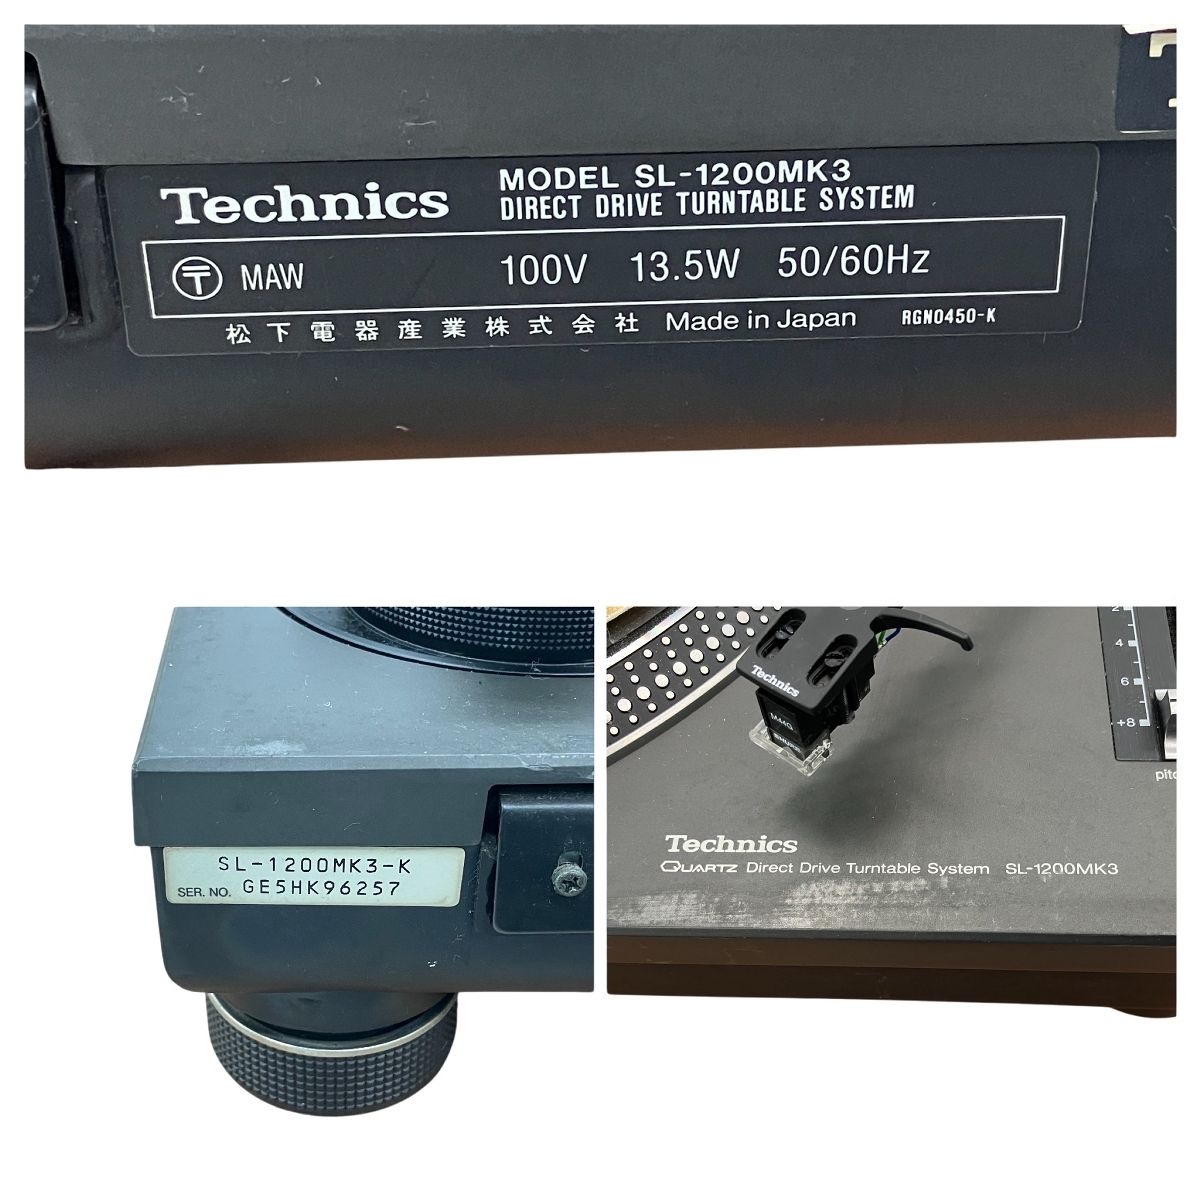 Technics
MODEL SL-1200MK3
DIRECT DRIVE TURNTABLE SYSTEM
〒 MAW 100V 13.5W 50/60Hz
松下電器産業株式会社 Made in Japan RGN0450-K
SL-1200MK3-K
SER. NO. GE5HK96257
2
4
6
+8
Technics
M44G
SHURE
Technics
QUARTZ Direct Drive Turntable System SL-1200MK3